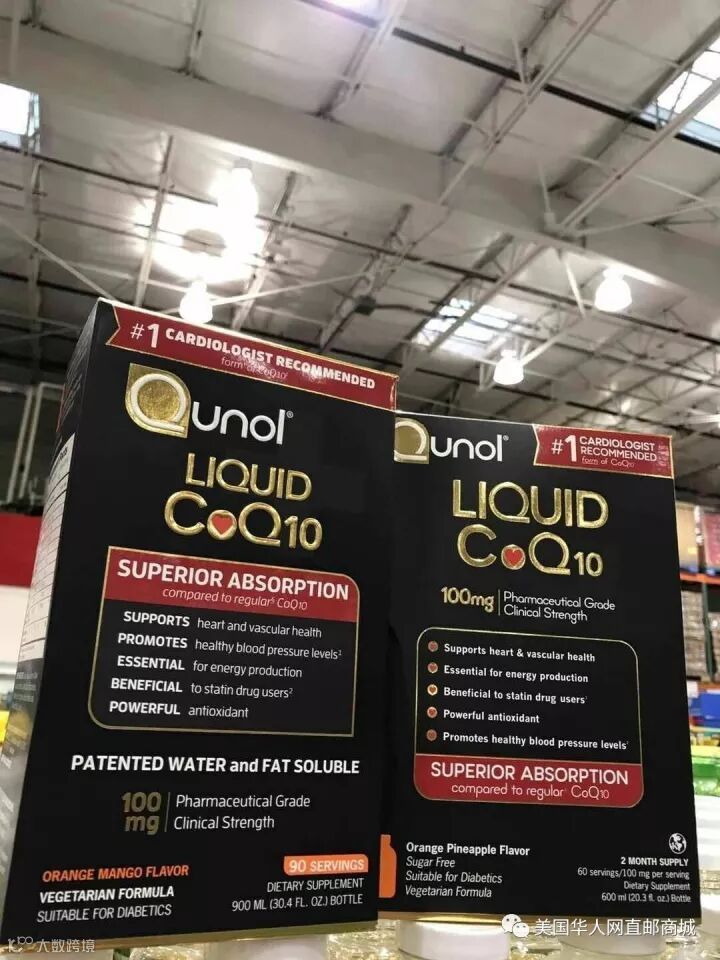 #1 CARDIOLOGIST RECOMMENDED
form of CoQ10
Qunol®
LIQUID
CoQ10
SUPERIOR ABSORPTION
compared to regular CoQ10
SUPPORTS heart and vascular health
PROMOTES healthy blood pressure levels¹
ESSENTIAL for energy production
BENEFICIAL to statin drug users²
POWERFUL antioxidant
PATENTED WATER and FAT SOLUBLE
100 mg
Pharmaceutical Grade
Clinical Strength
ORANGE MANGO FLAVOR
VEGETARIAN FORMULA
SUITABLE FOR DIABETICS
90 SERVINGS
DIETARY SUPPLEMENT
900 ML (30.4 FL. OZ.) BOTTLE
Qunol®
#1 CARDIOLOGIST
RECOMMENDED
form of CoQ10
LIQUID
CoQ10
100mg
Pharmaceutical Grade
Clinical Strength
Supports heart & vascular health
Essential for energy production
Beneficial to statin drug users
Powerful antioxidant
Promotes healthy blood pressure levels
SUPERIOR ABSORPTION
compared to regular CoQ10
Orange Pineapple Flavor
Sugar Free
Suitable for Diabetics
Vegetarian Formula
2 MONTH SUPPLY
60 servings/100 mg per serving
Dietary Supplement
600 ml (20.3 fl. oz.) Bottle
美国华人网直邮商城
大数跨境